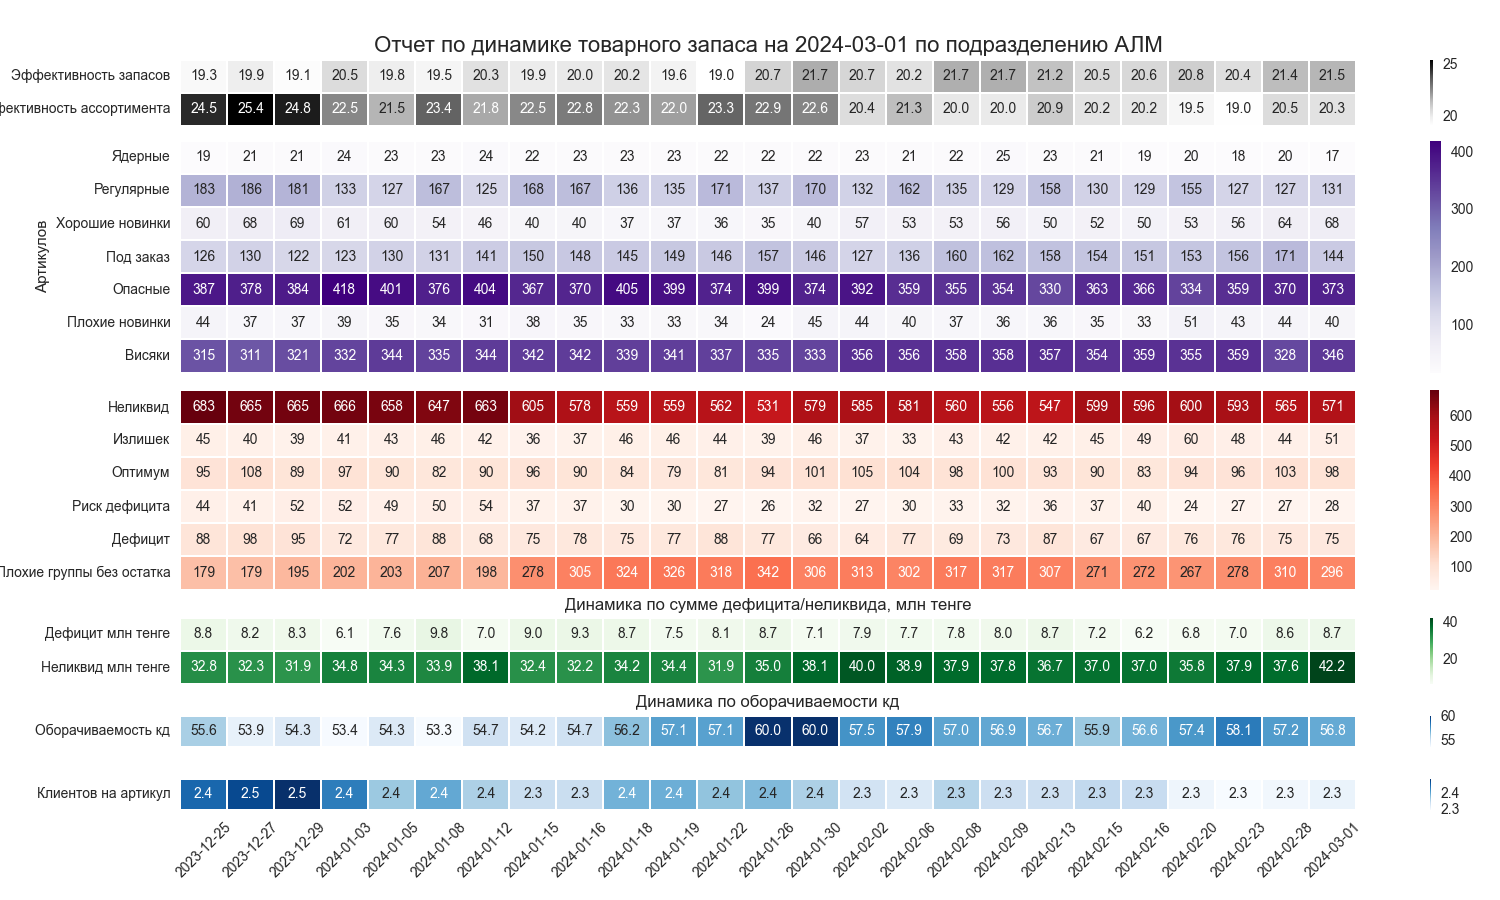 Отчет по динамике товарного запаса на 2024-03-01 по подразделению АЛМ
Эффективность запасов 19.3 19.9 19.1 20.5 19.8 19.5 20.3 19.9 20.0 20.2 19.6 19.0 20.7 21.7 20.7 20.2 21.7 21.7 21.2 20.5 20.6 20.8 20.4 21.4 21.5
фективность ассортимента 24.5 25.4 24.8 22.5 21.5 23.4 21.8 22.5 22.8 22.3 22.0 23.3 22.9 22.6 20.4 21.3 20.0 20.0 20.9 20.2 20.2 19.5 19.0 20.5 20.3
25
20
Артикулов
Ядерные 19 21 21 24 23 23 24 22 23 23 23 22 22 22 23 21 22 25 23 21 19 20 18 20 17
Регулярные 183 186 181 133 127 167 125 168 167 136 135 171 137 170 132 162 135 129 158 130 129 155 127 127 131
Хорошие новинки 60 68 69 61 60 54 46 40 40 37 37 36 35 40 57 53 53 56 50 52 50 53 56 64 68
Под заказ 126 130 122 123 130 131 141 150 148 145 149 146 157 146 127 136 160 162 158 154 151 153 156 171 144
Опасные 387 378 384 418 401 376 404 367 370 405 399 374 399 374 392 359 355 354 330 363 366 334 359 370 373
Плохие новинки 44 37 37 39 35 34 31 38 35 33 33 34 24 45 44 40 37 36 36 35 33 51 43 44 40
Висяки 315 311 321 332 344 335 344 342 342 339 341 337 335 333 356 356 358 358 357 354 359 355 359 328 346
400
300
200
100
Неликвид 683 665 665 666 658 647 663 605 578 559 559 562 531 579 585 581 560 556 547 599 596 600 593 565 571
Излишек 45 40 39 41 43 46 42 36 37 46 46 44 39 46 37 33 43 42 42 45 49 60 48 44 51
Оптимум 95 108 89 97 90 82 90 96 90 84 79 81 94 101 105 104 98 100 93 90 83 94 96 103 98
Риск дефицита 44 41 52 52 49 50 54 37 37 30 30 27 26 32 27 30 33 32 36 37 40 24 27 27 28
Дефицит 88 98 95 72 77 88 68 75 78 75 77 88 77 66 64 77 69 73 87 67 67 76 76 75 75
Плохие группы без остатка 179 179 195 202 203 207 198 278 305 324 326 318 342 306 313 302 317 317 307 271 272 267 278 310 296
600
500
400
300
200
100
Динамика по сумме дефицита/неликвида, млн тенге
Дефицит млн тенге 8.8 8.2 8.3 6.1 7.6 9.8 7.0 9.0 9.3 8.7 7.5 8.1 8.7 7.1 7.9 7.7 7.8 8.0 8.7 7.2 6.2 6.8 7.0 8.6 8.7
Неликвид млн тенге 32.8 32.3 31.9 34.8 34.3 33.9 38.1 32.4 32.2 34.2 34.4 31.9 35.0 38.1 40.0 38.9 37.9 37.8 36.7 37.0 37.0 35.8 37.9 37.6 42.2
40
20
Динамика по оборачиваемости кд
Оборачиваемость кд 55.6 53.9 54.3 53.4 54.3 53.3 54.7 54.2 54.7 56.2 57.1 57.1 60.0 60.0 57.5 57.9 57.0 56.9 56.7 55.9 56.6 57.4 58.1 57.2 56.8
60
55
Клиентов на артикул 2.4 2.5 2.5 2.4 2.4 2.4 2.4 2.3 2.3 2.4 2.4 2.4 2.4 2.4 2.3 2.3 2.3 2.3 2.3 2.3 2.3 2.3 2.3 2.3 2.3
2.4
2.3
2023-12-25 2023-12-27 2023-12-29 2024-01-03 2024-01-05 2024-01-08 2024-01-12 2024-01-15 2024-01-16 2024-01-18 2024-01-19 2024-01-22 2024-01-26 2024-01-30 2024-02-02 2024-02-06 2024-02-08 2024-02-09 2024-02-13 2024-02-15 2024-02-16 2024-02-20 2024-02-23 2024-02-28 2024-03-01